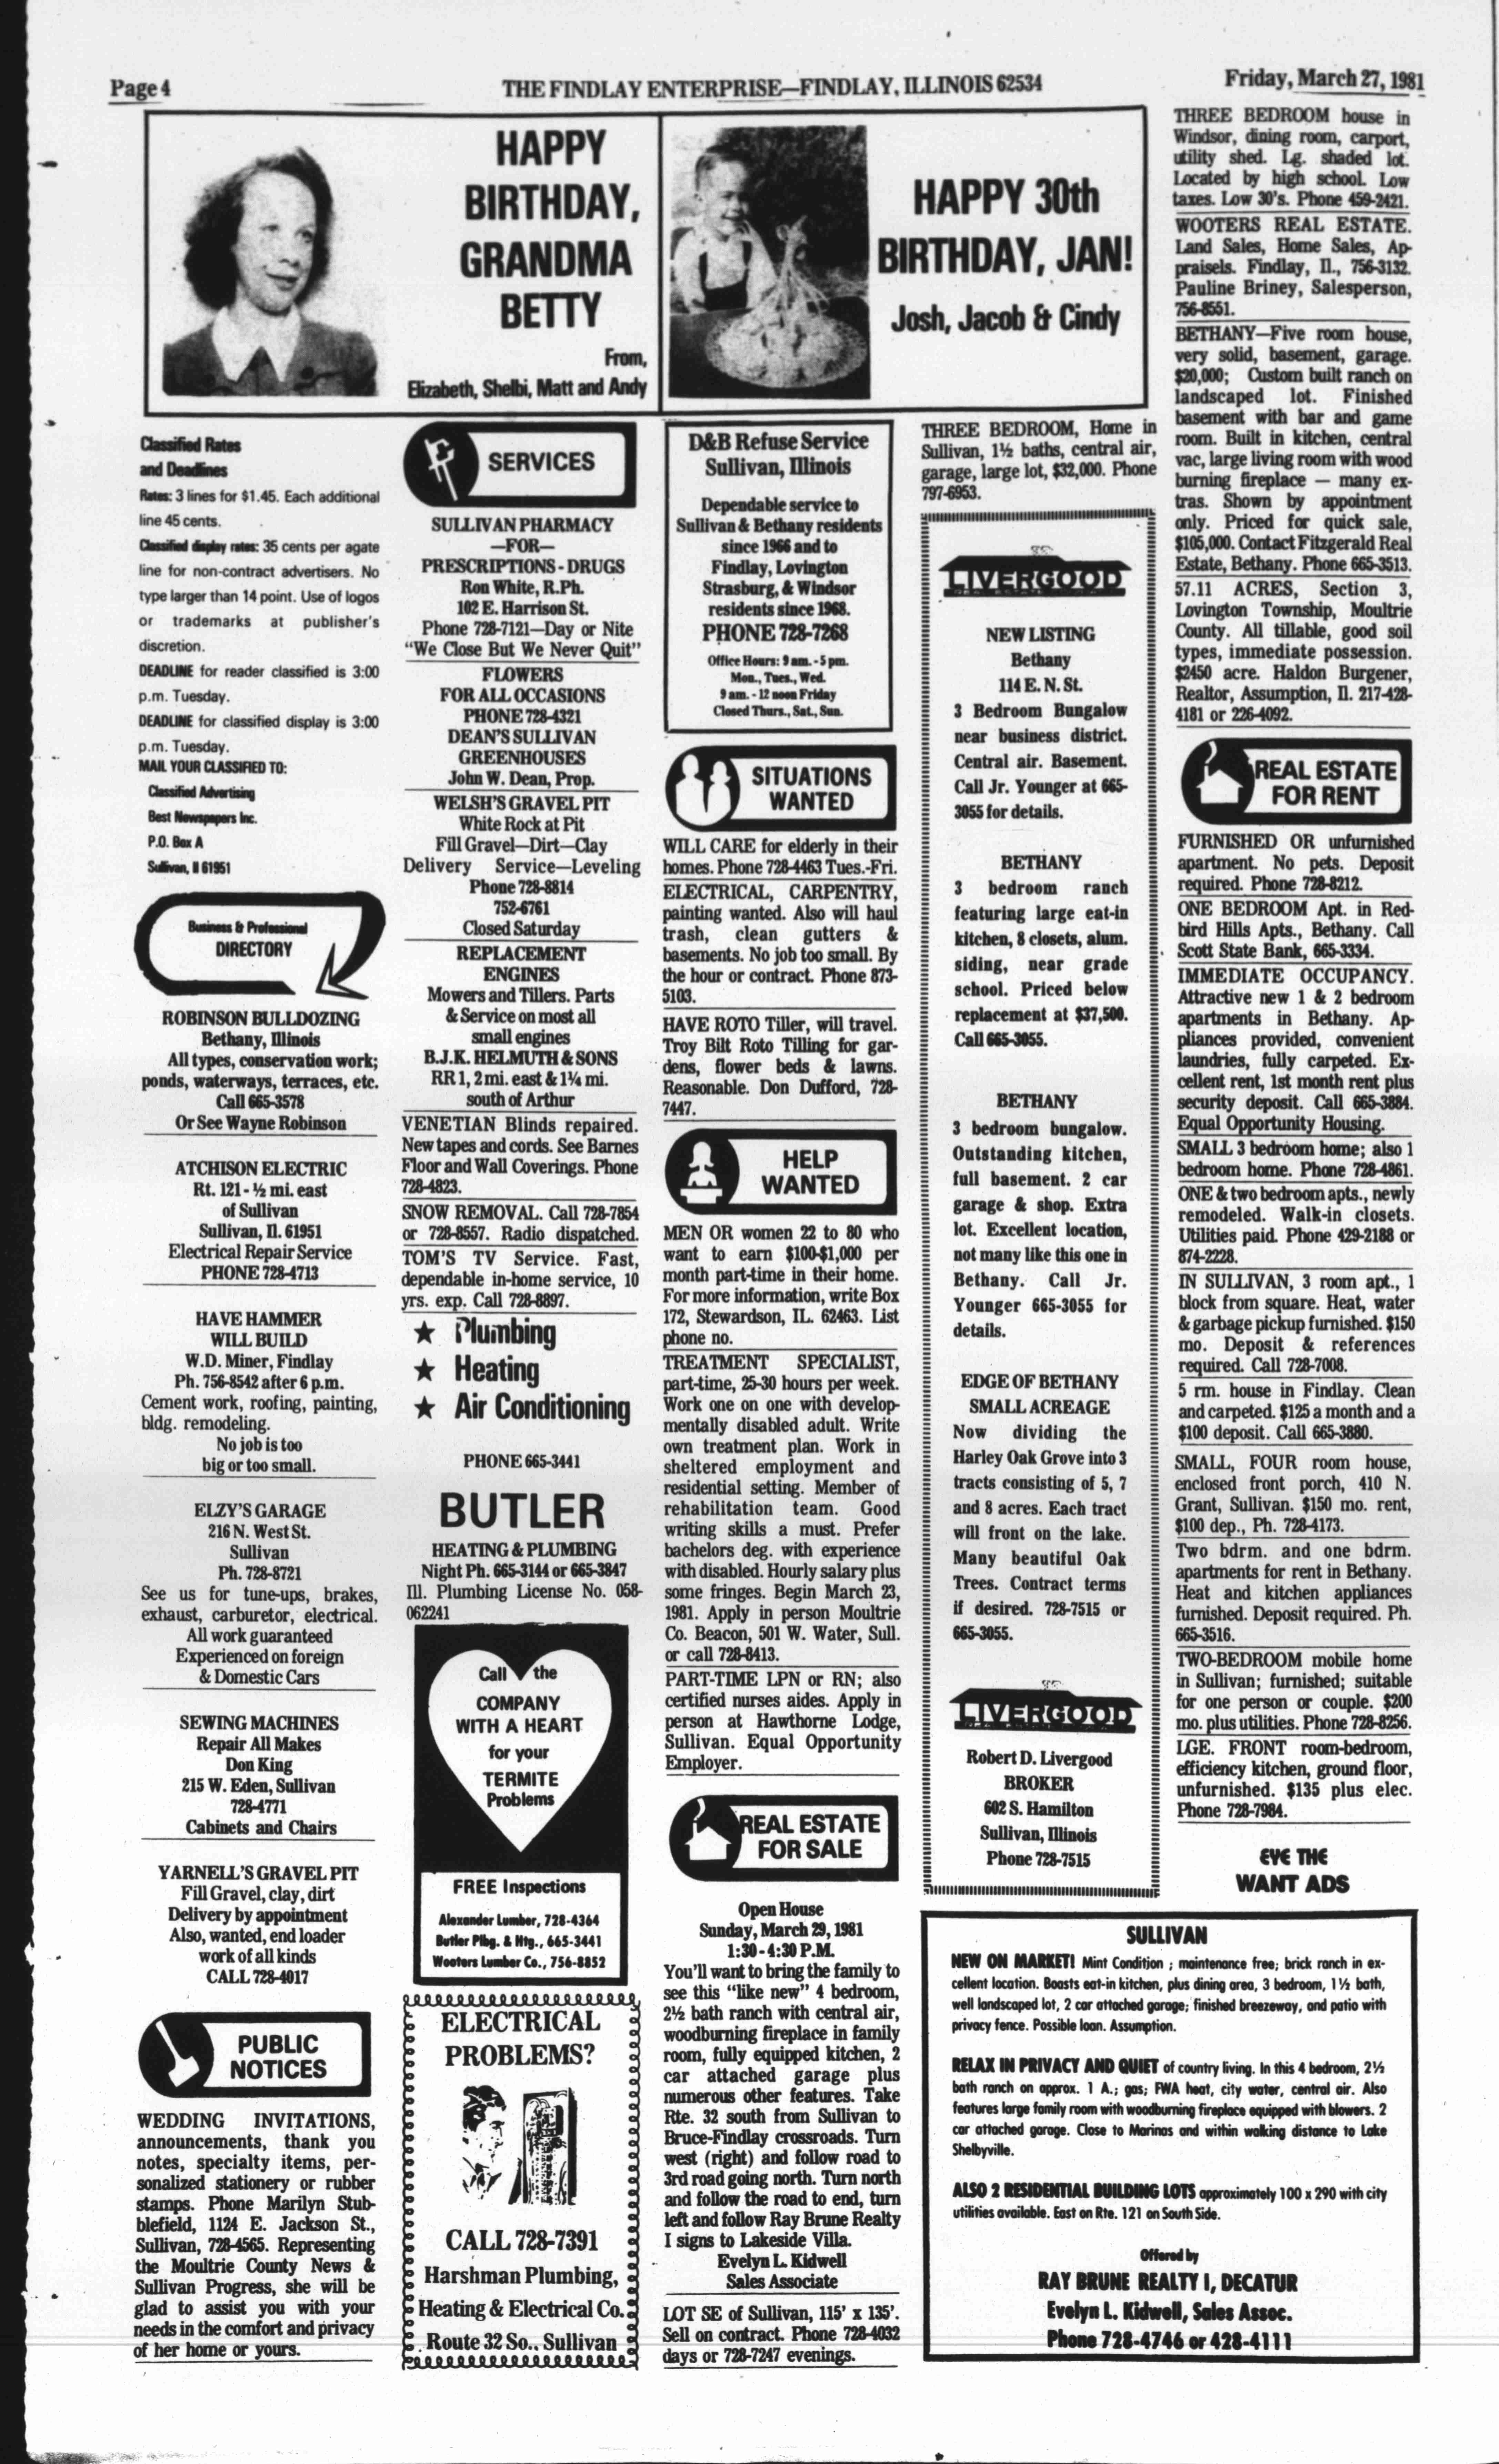 Page 4
THE FINDLAY ENTERPRISE—FINDLAY, ILLINOIS 62534
Friday, March 27, 1981
HAPPY
BIRTHDAY,
GRANDMA
BETTY
From,
Elizabeth, Shelbi, Matt and Andy
HAPPY 30th
BIRTHDAY, JAN!
Josh, Jacob & Cindy
Classified Rates
and Deadlines
Rates: 3 lines for $1.45. Each additional
line 45 cents.
Classified display rates: 35 cents per agate
line for non-contract advertisers. No
type larger than 14 point. Use of logos
or trademarks at publisher's
discretion.
DEADLINE for reader classified is 3:00
p.m. Tuesday.
DEADLINE for classified display is 3:00
p.m. Tuesday.
MAIL YOUR CLASSIFIED TO:
Classified Advertising
Best Newspapers Inc.
P.O. Box A
Sullivan, Il 61951
Business & Professional
DIRECTORY
ROBINSON BULLDOZING
Bethany, Illinois
All types, conservation work;
ponds, waterways, terraces, etc.
Call 665-3578
Or See Wayne Robinson
ATCHISON ELECTRIC
Rt. 121 - ½ mi. east
of Sullivan
Sullivan, Il. 61951
Electrical Repair Service
PHONE 728-4713
HAVE HAMMER
WILL BUILD
W.D. Miner, Findlay
Ph. 756-8542 after 6 p.m.
Cement work, roofing, painting,
bldg. remodeling.
No job is too
big or too small.
ELZY'S GARAGE
216 N. West St.
Sullivan
Ph. 728-8721
See us for tune-ups, brakes,
exhaust, carburetor, electrical.
All work guaranteed
Experienced on foreign
& Domestic Cars
SEWING MACHINES
Repair All Makes
Don King
215 W. Eden, Sullivan
728-4771
Cabinets and Chairs
YARNELL'S GRAVEL PIT
Fill Gravel, clay, dirt
Delivery by appointment
Also, wanted, end loader
work of all kinds
CALL 728-4017
PUBLIC
NOTICES
WEDDING INVITATIONS,
announcements, thank you
notes, specialty items, per-
sonalized stationery or rubber
stamps. Phone Marilyn Stub-
blefield, 1124 E. Jackson St.,
Sullivan, 728-4565. Representing
the Moultrie County News &
Sullivan Progress, she will be
glad to assist you with your
needs in the comfort and privacy
of her home or yours.
SERVICES
SULLIVAN PHARMACY
—FOR—
PRESCRIPTIONS - DRUGS
Ron White, R.Ph.
102 E. Harrison St.
Phone 728-7121—Day or Nite
"We Close But We Never Quit"
FLOWERS
FOR ALL OCCASIONS
PHONE 728-4321
DEAN'S SULLIVAN
GREENHOUSES
John W. Dean, Prop.
WELSH'S GRAVEL PIT
White Rock at Pit
Fill Gravel—Dirt—Clay
Delivery Service—Leveling
Phone 728-8814
752-6761
Closed Saturday
REPLACEMENT
ENGINES
Mowers and Tillers. Parts
& Service on most all
small engines
B.J.K. HELMUTH & SONS
RR 1, 2 mi. east & 1¼ mi.
south of Arthur
VENETIAN Blinds repaired.
New tapes and cords. See Barnes
Floor and Wall Coverings. Phone
728-4823.
SNOW REMOVAL. Call 728-7854
or 728-8557. Radio dispatched.
TOM'S TV Service. Fast,
dependable in-home service, 10
yrs. exp. Call 728-8897.
★ Plumbing
★ Heating
★ Air Conditioning
PHONE 665-3441
BUTLER
HEATING & PLUMBING
Night Ph. 665-3144 or 665-3847
Ill. Plumbing License No. 058-
062241
Call the
COMPANY
WITH A HEART
for your
TERMITE
Problems
FREE Inspections
Alexander Lumber, 728-4364
Butler Plbg. & Htg., 665-3441
Wooters Lumber Co., 756-8852
ELECTRICAL
PROBLEMS?
CALL 728-7391
Harshman Plumbing,
Heating & Electrical Co.
Route 32 So., Sullivan
D&B Refuse Service
Sullivan, Illinois
Dependable service to
Sullivan & Bethany residents
since 1966 and to
Findlay, Lovington
Strasburg, & Windsor
residents since 1968.
PHONE 728-7268
Office Hours: 9 am. - 5 pm.
Mon., Tues., Wed.
9 am. - 12 noon Friday
Closed Thurs., Sat., Sun.
SITUATIONS
WANTED
WILL CARE for elderly in their
homes. Phone 728-4463 Tues.-Fri.
ELECTRICAL, CARPENTRY,
painting wanted. Also will haul
trash, clean gutters &
basements. No job too small. By
the hour or contract. Phone 873-
5103.
HAVE ROTO Tiller, will travel.
Troy Bilt Roto Tilling for gar-
dens, flower beds & lawns.
Reasonable. Don Dufford, 728-
7447.
HELP
WANTED
MEN OR women 22 to 80 who
want to earn $100-$1,000 per
month part-time in their home.
For more information, write Box
172, Stewardson, IL. 62463. List
phone no.
TREATMENT SPECIALIST,
part-time, 25-30 hours per week.
Work one on one with develop-
mentally disabled adult. Write
own treatment plan. Work in
sheltered employment and
residential setting. Member of
rehabilitation team. Good
writing skills a must. Prefer
bachelors deg. with experience
with disabled. Hourly salary plus
some fringes. Begin March 23,
1981. Apply in person Moultrie
Co. Beacon, 501 W. Water, Sull.
or call 728-8413.
PART-TIME LPN or RN; also
certified nurses aides. Apply in
person at Hawthorne Lodge,
Sullivan. Equal Opportunity
Employer.
REAL ESTATE
FOR SALE
Open House
Sunday, March 29, 1981
1:30 - 4:30 P.M.
You'll want to bring the family to
see this "like new" 4 bedroom,
2½ bath ranch with central air,
woodburning fireplace in family
room, fully equipped kitchen, 2
car attached garage plus
numerous other features. Take
Rte. 32 south from Sullivan to
Bruce-Findlay crossroads. Turn
west (right) and follow road to
3rd road going north. Turn north
and follow the road to end, turn
left and follow Ray Brune Realty
I signs to Lakeside Villa.
Evelyn L. Kidwell
Sales Associate
LOT SE of Sullivan, 115' x 135'.
Sell on contract. Phone 728-4032
days or 728-7247 evenings.
THREE BEDROOM, Home in
Sullivan, 1½ baths, central air,
garage, large lot, $32,000. Phone
797-6953.
LIVERGOOD
NEW LISTING
Bethany
114 E. N. St.
3 Bedroom Bungalow
near business district.
Central air. Basement.
Call Jr. Younger at 665-
3055 for details.
BETHANY
3 bedroom ranch
featuring large eat-in
kitchen, 8 closets, alum.
siding, near grade
school. Priced below
replacement at $37,500.
Call 665-3055.
BETHANY
3 bedroom bungalow.
Outstanding kitchen,
full basement. 2 car
garage & shop. Extra
lot. Excellent location,
not many like this one in
Bethany. Call Jr.
Younger 665-3055 for
details.
EDGE OF BETHANY
SMALL ACREAGE
Now dividing the
Harley Oak Grove into 3
tracts consisting of 5, 7
and 8 acres. Each tract
will front on the lake.
Many beautiful Oak
Trees. Contract terms
if desired. 728-7515 or
665-3055.
LIVERGOOD
Robert D. Livergood
BROKER
602 S. Hamilton
Sullivan, Illinois
Phone 728-7515
THREE BEDROOM house in
Windsor, dining room, carport,
utility shed. Lg. shaded lot.
Located by high school. Low
taxes. Low 30's. Phone 459-2421.
WOOTERS REAL ESTATE.
Land Sales, Home Sales, Ap-
praisels. Findlay, Il., 756-3132.
Pauline Briney, Salesperson,
756-8551.
BETHANY—Five room house,
very solid, basement, garage.
$20,000; Custom built ranch on
landscaped lot. Finished
basement with bar and game
room. Built in kitchen, central
vac, large living room with wood
burning fireplace — many ex-
tras. Shown by appointment
only. Priced for quick sale,
$105,000. Contact Fitzgerald Real
Estate, Bethany. Phone 665-3513.
57.11 ACRES, Section 3,
Lovington Township, Moultrie
County. All tillable, good soil
types, immediate possession.
$2450 acre. Haldon Burgener,
Realtor, Assumption, Il. 217-428-
4181 or 226-4092.
REAL ESTATE
FOR RENT
FURNISHED OR unfurnished
apartment. No pets. Deposit
required. Phone 728-8212.
ONE BEDROOM Apt. in Red-
bird Hills Apts., Bethany. Call
Scott State Bank, 665-3334.
IMMEDIATE OCCUPANCY.
Attractive new 1 & 2 bedroom
apartments in Bethany. Ap-
pliances provided, convenient
laundries, fully carpeted. Ex-
cellent rent, 1st month rent plus
security deposit. Call 665-3884.
Equal Opportunity Housing.
SMALL 3 bedroom home; also 1
bedroom home. Phone 728-4861.
ONE & two bedroom apts., newly
remodeled. Walk-in closets.
Utilities paid. Phone 429-2188 or
874-2228.
IN SULLIVAN, 3 room apt., 1
block from square. Heat, water
& garbage pickup furnished. $150
mo. Deposit & references
required. Call 728-7008.
5 rm. house in Findlay. Clean
and carpeted. $125 a month and a
$100 deposit. Call 665-3880.
SMALL, FOUR room house,
enclosed front porch, 410 N.
Grant, Sullivan. $150 mo. rent,
$100 dep., Ph. 728-4173.
Two bdrm. and one bdrm.
apartments for rent in Bethany.
Heat and kitchen appliances
furnished. Deposit required. Ph.
665-3516.
TWO-BEDROOM mobile home
in Sullivan; furnished; suitable
for one person or couple. $200
mo. plus utilities. Phone 728-8256.
LGE. FRONT room-bedroom,
efficiency kitchen, ground floor,
unfurnished. $135 plus elec.
Phone 728-7984.
EYE THE
WANT ADS
SULLIVAN
NEW ON MARKET! Mint Condition ; maintenance free; brick ranch in ex-
cellent location. Boasts eat-in kitchen, plus dining area, 3 bedroom, 1½ bath,
well landscaped lot, 2 car attached garage; finished breezeway, and patio with
privacy fence. Possible loan. Assumption.
RELAX IN PRIVACY AND QUIET of country living. In this 4 bedroom, 2½
bath ranch on approx. 1 A.; gas; FWA heat, city water, central air. Also
features large family room with woodburning fireplace equipped with blowers. 2
car attached garage. Close to Marinas and within walking distance to Lake
Shelbyville.
ALSO 2 RESIDENTIAL BUILDING LOTS approximately 100 x 290 with city
utilities available. East on Rte. 121 on South Side.
Offered by
RAY BRUNE REALTY I, DECATUR
Evelyn L. Kidwell, Sales Assoc.
Phone 728-4746 or 428-4111